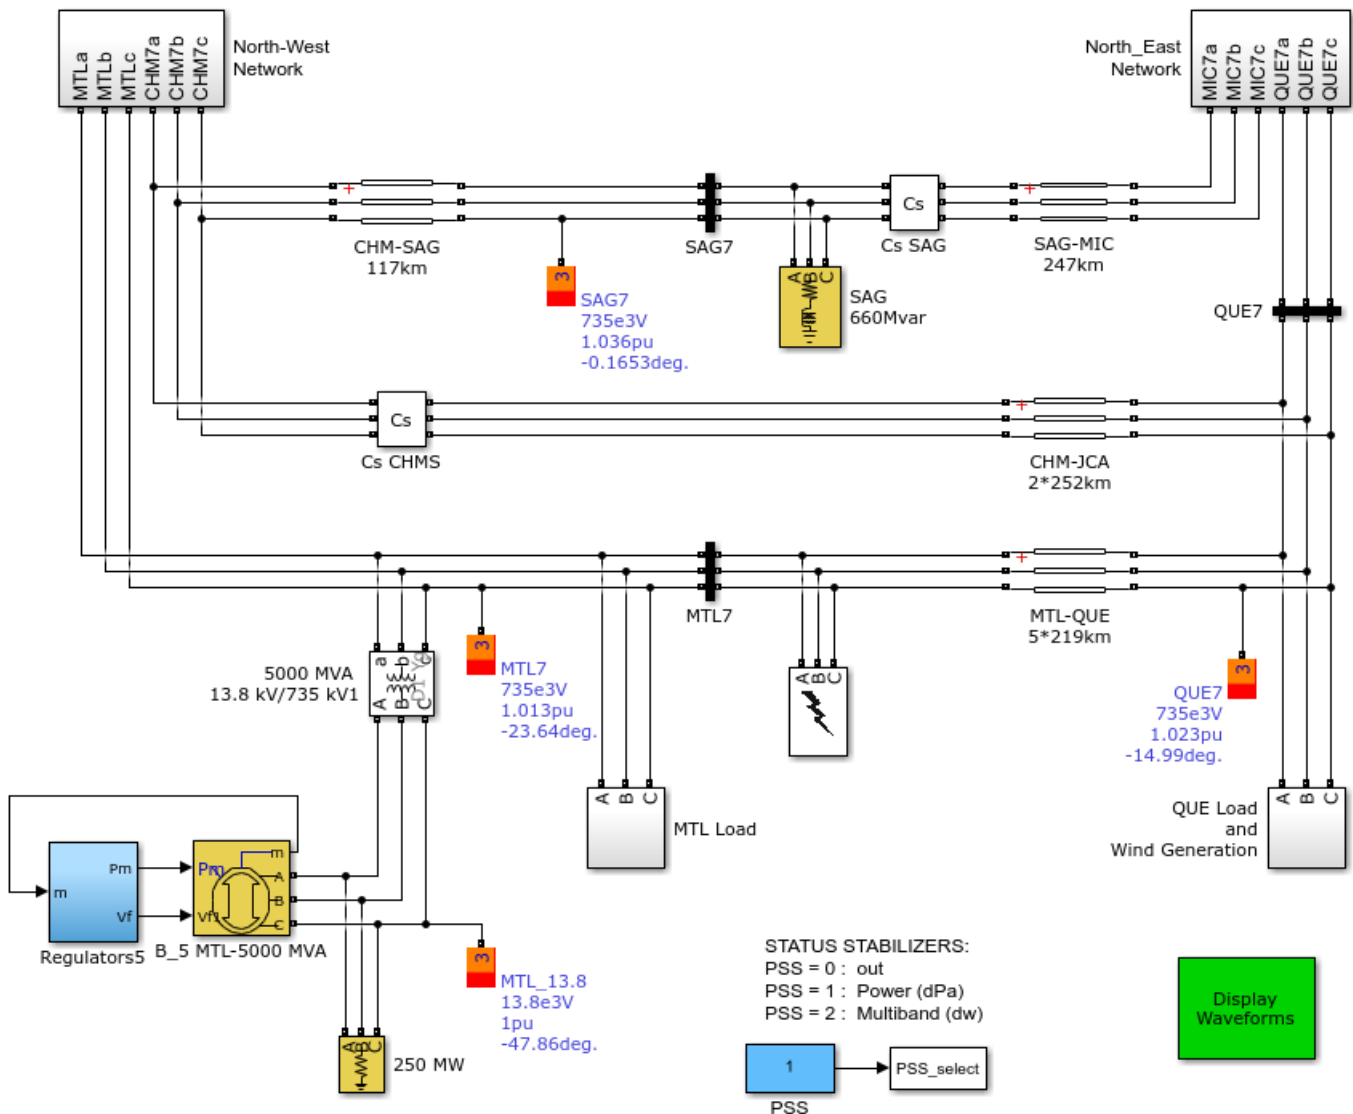 MTLa
MTLb
MTLc
CHM7a
CHM7b
CHM7c
North-West
Network
North_East
Network
MIC7a
MIC7b
MIC7c
QUE7a
QUE7b
QUE7c
CHM-SAG
117km
SAG7
Cs
Cs SAG
SAG-MIC
247km
3
SAG7
735e3V
1.036pu
-0.1653deg.
A
B
C
SAG
660Mvar
QUE7
Cs
Cs CHMS
CHM-JCA
2*252km
MTL7
MTL-QUE
5*219km
5000 MVA
13.8 kV/735 kV1
a
b
c
A
B
C
3
MTL7
735e3V
1.013pu
-23.64deg.
A
B
C
3
QUE7
735e3V
1.023pu
-14.99deg.
A
B
C
MTL Load
A
B
C
QUE Load
and
Wind Generation
m
Pm
Vf
Regulators5
Pm
m
A
B
C
B_5 MTL-5000 MVA
3
MTL_13.8
13.8e3V
1pu
-47.86deg.
A
B
C
250 MW
STATUS STABILIZERS:
PSS = 0 : out
PSS = 1 : Power (dPa)
PSS = 2 : Multiband (dw)
1
PSS
PSS_select
Display
Waveforms